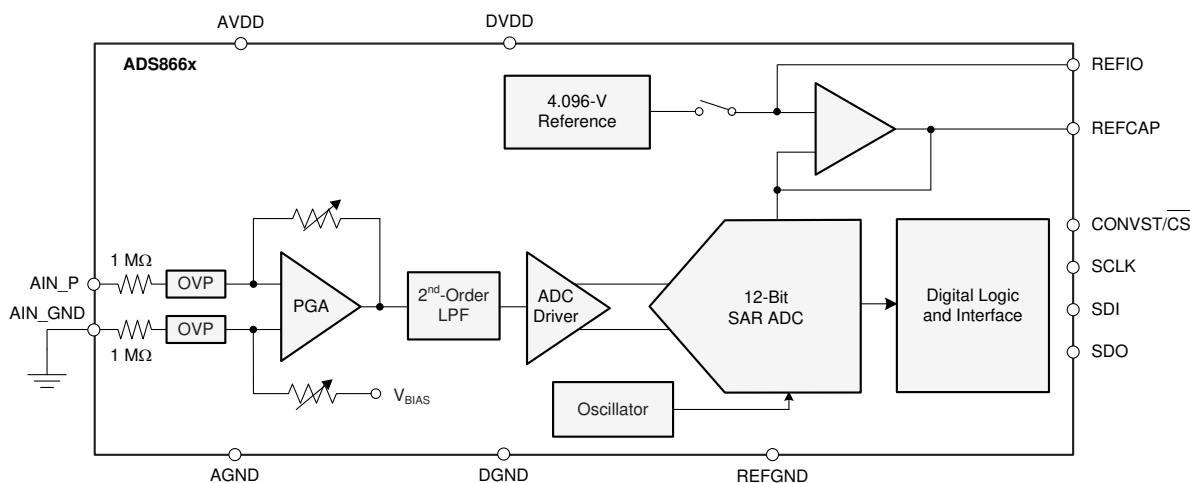 AVDD
DVDD
ADS866x
REFIO
4.096-V
Reference
REFCAP
CONVST/C̅S̅
1 MΩ
OVP
AIN_P
PGA
2nd-Order
LPF
ADC
Driver
12-Bit
SAR ADC
Digital Logic
and Interface
SCLK
SDI
SDO
AIN_GND
OVP
1 MΩ
VBIAS
Oscillator
AGND
DGND
REFGND